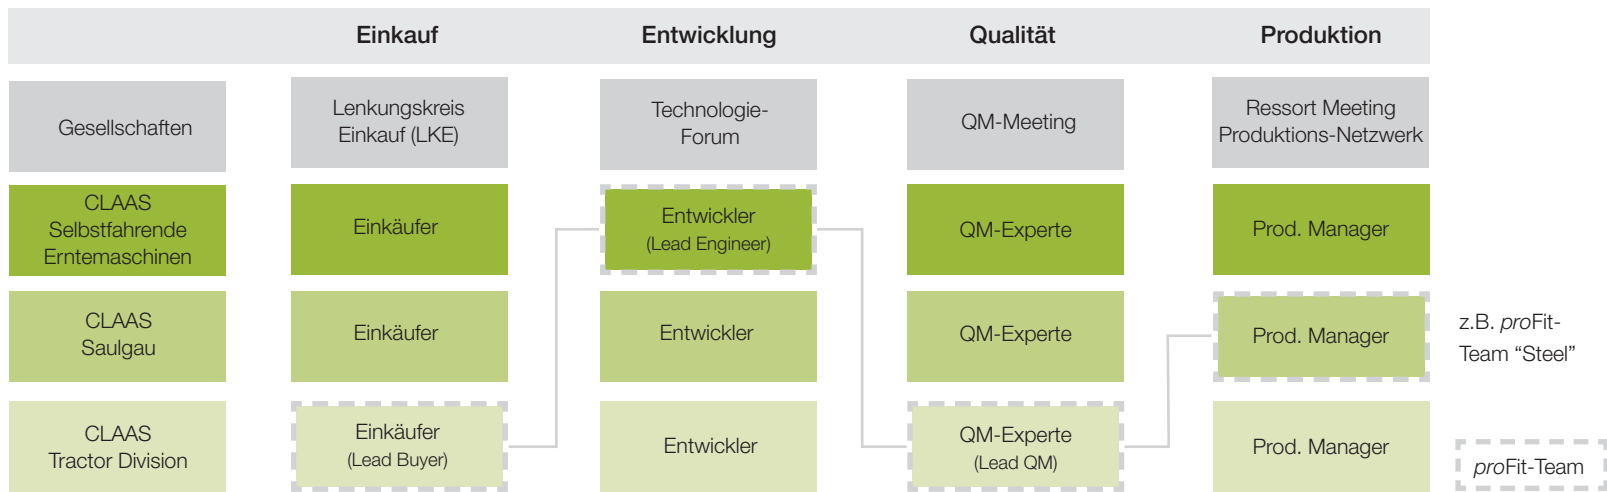 Einkauf
Entwicklung
Qualität
Produktion
Gesellschaften
Lenkungskreis
Einkauf (LKE)
Technologie-
Forum
QM-Meeting
Ressort Meeting
Produktions-Netzwerk
CLAAS
Selbstfahrende
Erntemaschinen
Einkäufer
Entwickler
(Lead Engineer)
QM-Experte
Prod. Manager
CLAAS
Saulgau
Einkäufer
Entwickler
QM-Experte
Prod. Manager
z.B. proFit-
Team “Steel”
CLAAS
Tractor Division
Einkäufer
(Lead Buyer)
Entwickler
QM-Experte
(Lead QM)
Prod. Manager
proFit-Team